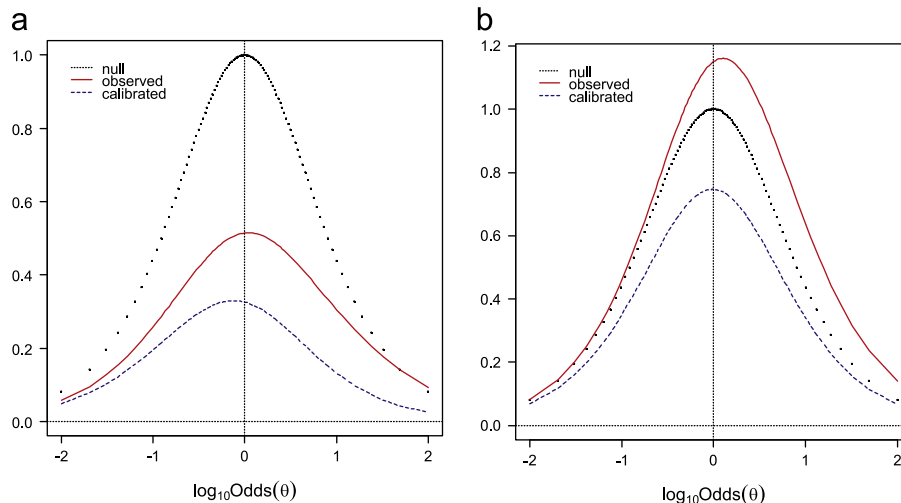 a
null
observed
calibrated
1.0
0.8
0.6
0.4
0.2
0.0
-2 -1 0 1 2
log₁₀Odds(θ)
b
null
observed
calibrated
1.2
1.0
0.8
0.6
0.4
0.2
0.0
-2 -1 0 1 2
log₁₀Odds(θ)